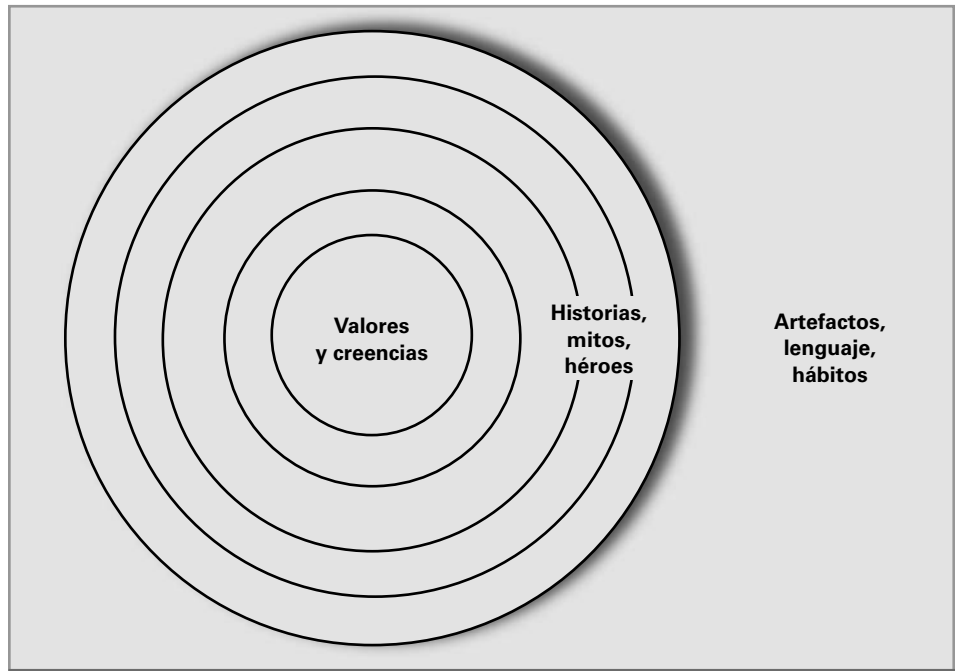 Valores
y creencias
Historias,
mitos,
héroes
Artefactos,
lenguaje,
hábitos